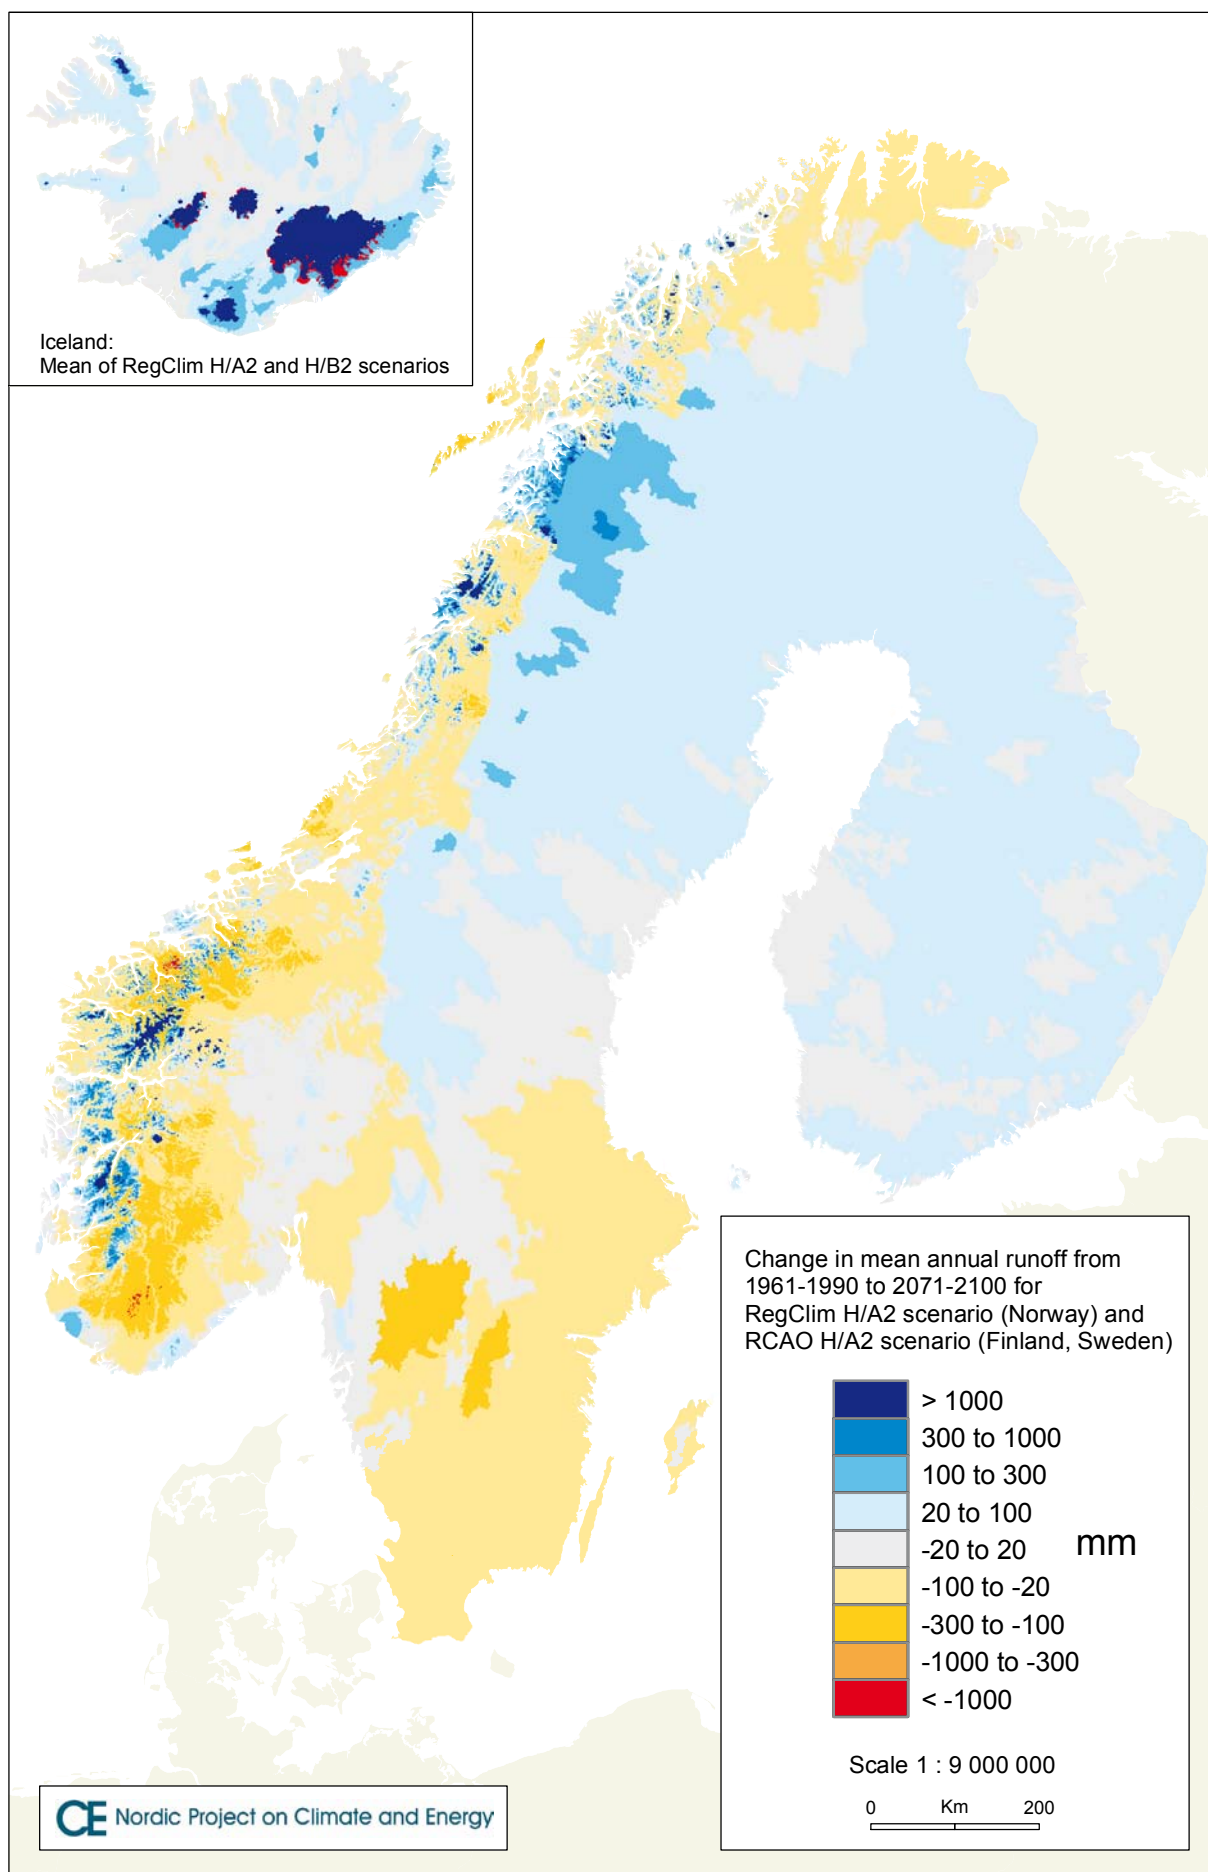 Iceland:
Mean of RegClim H/A2 and H/B2 scenarios
Change in mean annual runoff from
1961-1990 to 2071-2100 for
RegClim H/A2 scenario (Norway) and
RCAO H/A2 scenario (Finland, Sweden)
> 1000
300 to 1000
100 to 300
20 to 100
-20 to 20
mm
-100 to -20
-300 to -100
-1000 to -300
< -1000
Scale 1 : 9 000 000
0 Km 200
CE Nordic Project on Climate and Energy